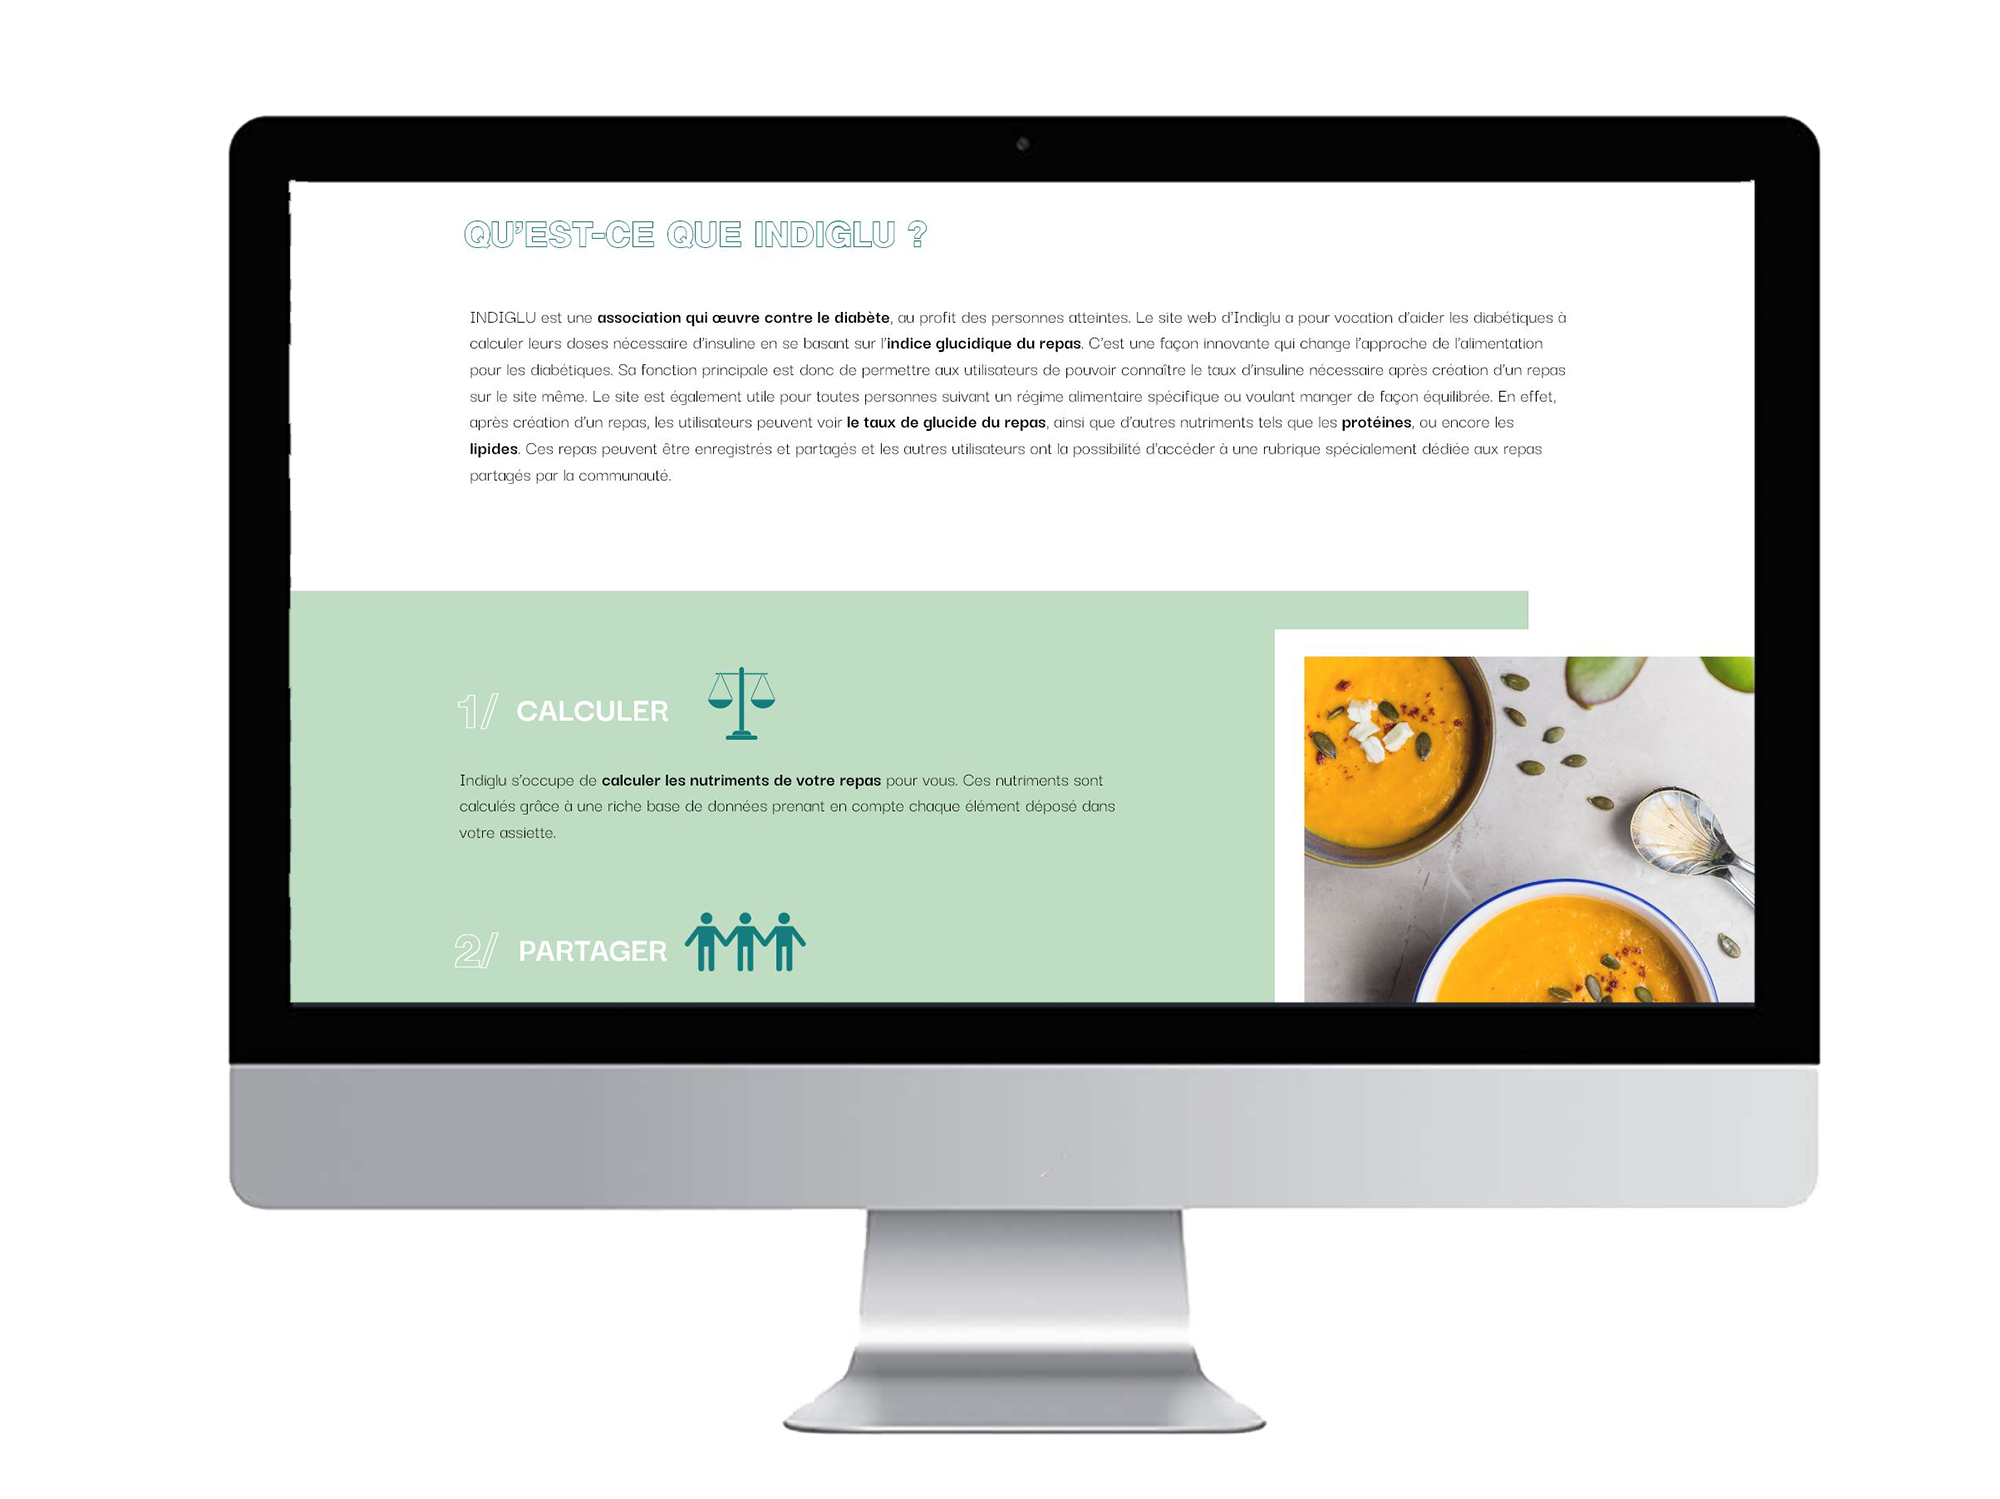 QU'EST-CE QUE INDIGLU ?
INDIGLU est une association qui œuvre contre le diabète, au profit des personnes atteintes. Le site web d'Indiglu a pour vocation d'aider les diabétiques à
calculer leurs doses nécessaire d'insuline en se basant sur l'indice glucidique du repas. C'est une façon innovante qui change l'approche de l'alimentation
pour les diabétiques. Sa fonction principale est donc de permettre aux utilisateurs de pouvoir connaître le taux d'insuline nécessaire après création d'un repas
sur le site même. Le site est également utile pour toutes personnes suivant un régime alimentaire spécifique ou voulant manger de façon équilibrée. En effet,
après création d'un repas, les utilisateurs peuvent voir le taux de glucide du repas, ainsi que d'autres nutriments tels que les protéines, ou encore les
lipides. Ces repas peuvent être enregistrés et partagés et les autres utilisateurs ont la possibilité d'accéder à une rubrique spécialement dédiée aux repas
partagés par la communauté.
1/ CALCULER
Indiglu s'occupe de calculer les nutriments de votre repas pour vous. Ces nutriments sont
calculés grâce à une riche base de données prenant en compte chaque élément déposé dans
votre assiette.
2/ PARTAGER